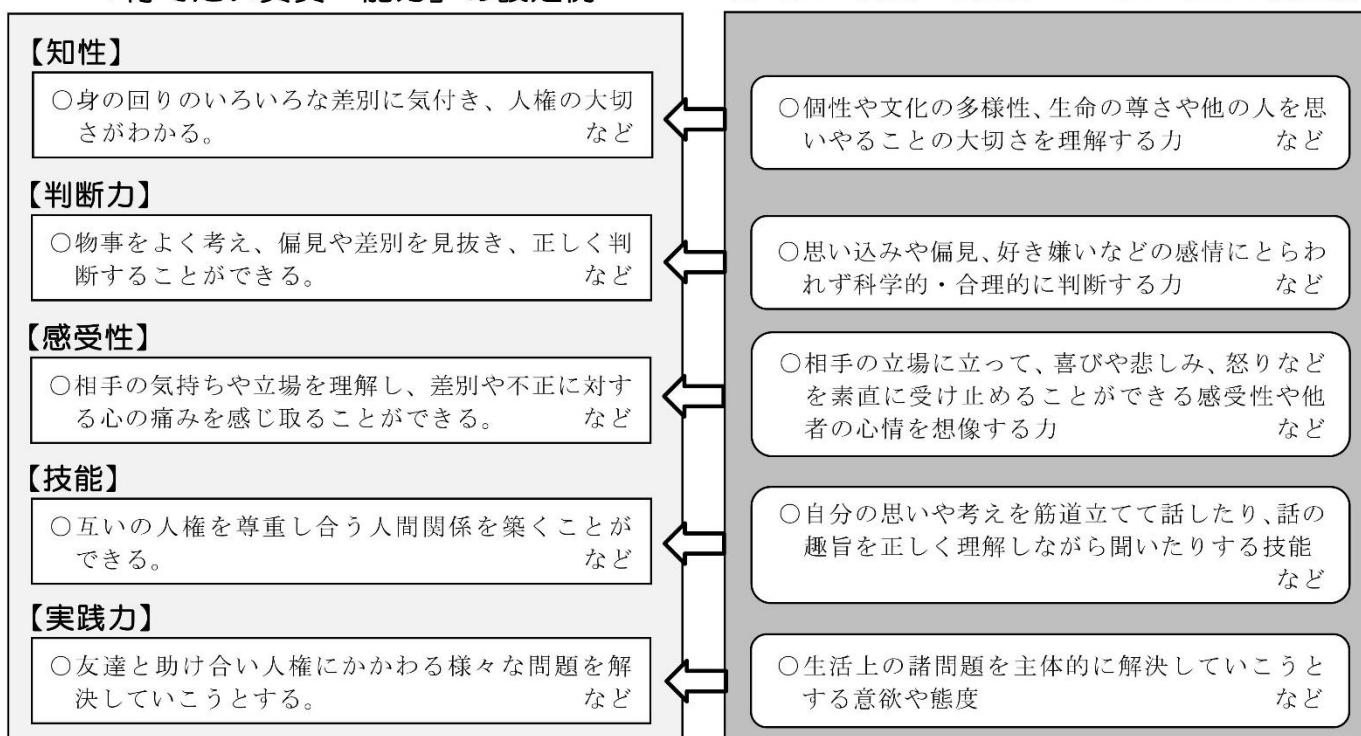 【知性】
○身の回りのいろいろな差別に気付き、人権の大切
さがわかる。 など
【判断力】
○物事をよく考え、偏見や差別を見抜き、正しく判
断することができる。 など
【感受性】
○相手の気持ちや立場を理解し、差別や不正に対す
る心の痛みを感じ取ることができる。 など
【技能】
○互いの人権を尊重し合う人間関係を築くことが
できる。 など
【実践力】
○友達と助け合い人権にかかわる様々な問題を解
決していこうとする。 など
○個性や文化の多様性、生命の尊さや他の人を思
いやることの大切さを理解する力 など
○思い込みや偏見、好き嫌いなどの感情にとらわ
れず科学的・合理的に判断する力 など
○相手の立場に立って、喜びや悲しみ、怒りなど
を素直に受け止めることができる感受性や他
者の心情を想像する力 など
○自分の思いや考えを筋道立てて話したり、話の
趣旨を正しく理解しながら聞いたりする技能
など
○生活上の諸問題を主体的に解決していこうと
する意欲や態度 など